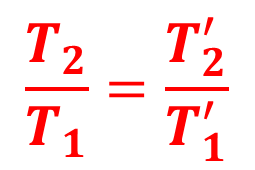 T₂/T₁ = T′₂/T′₁